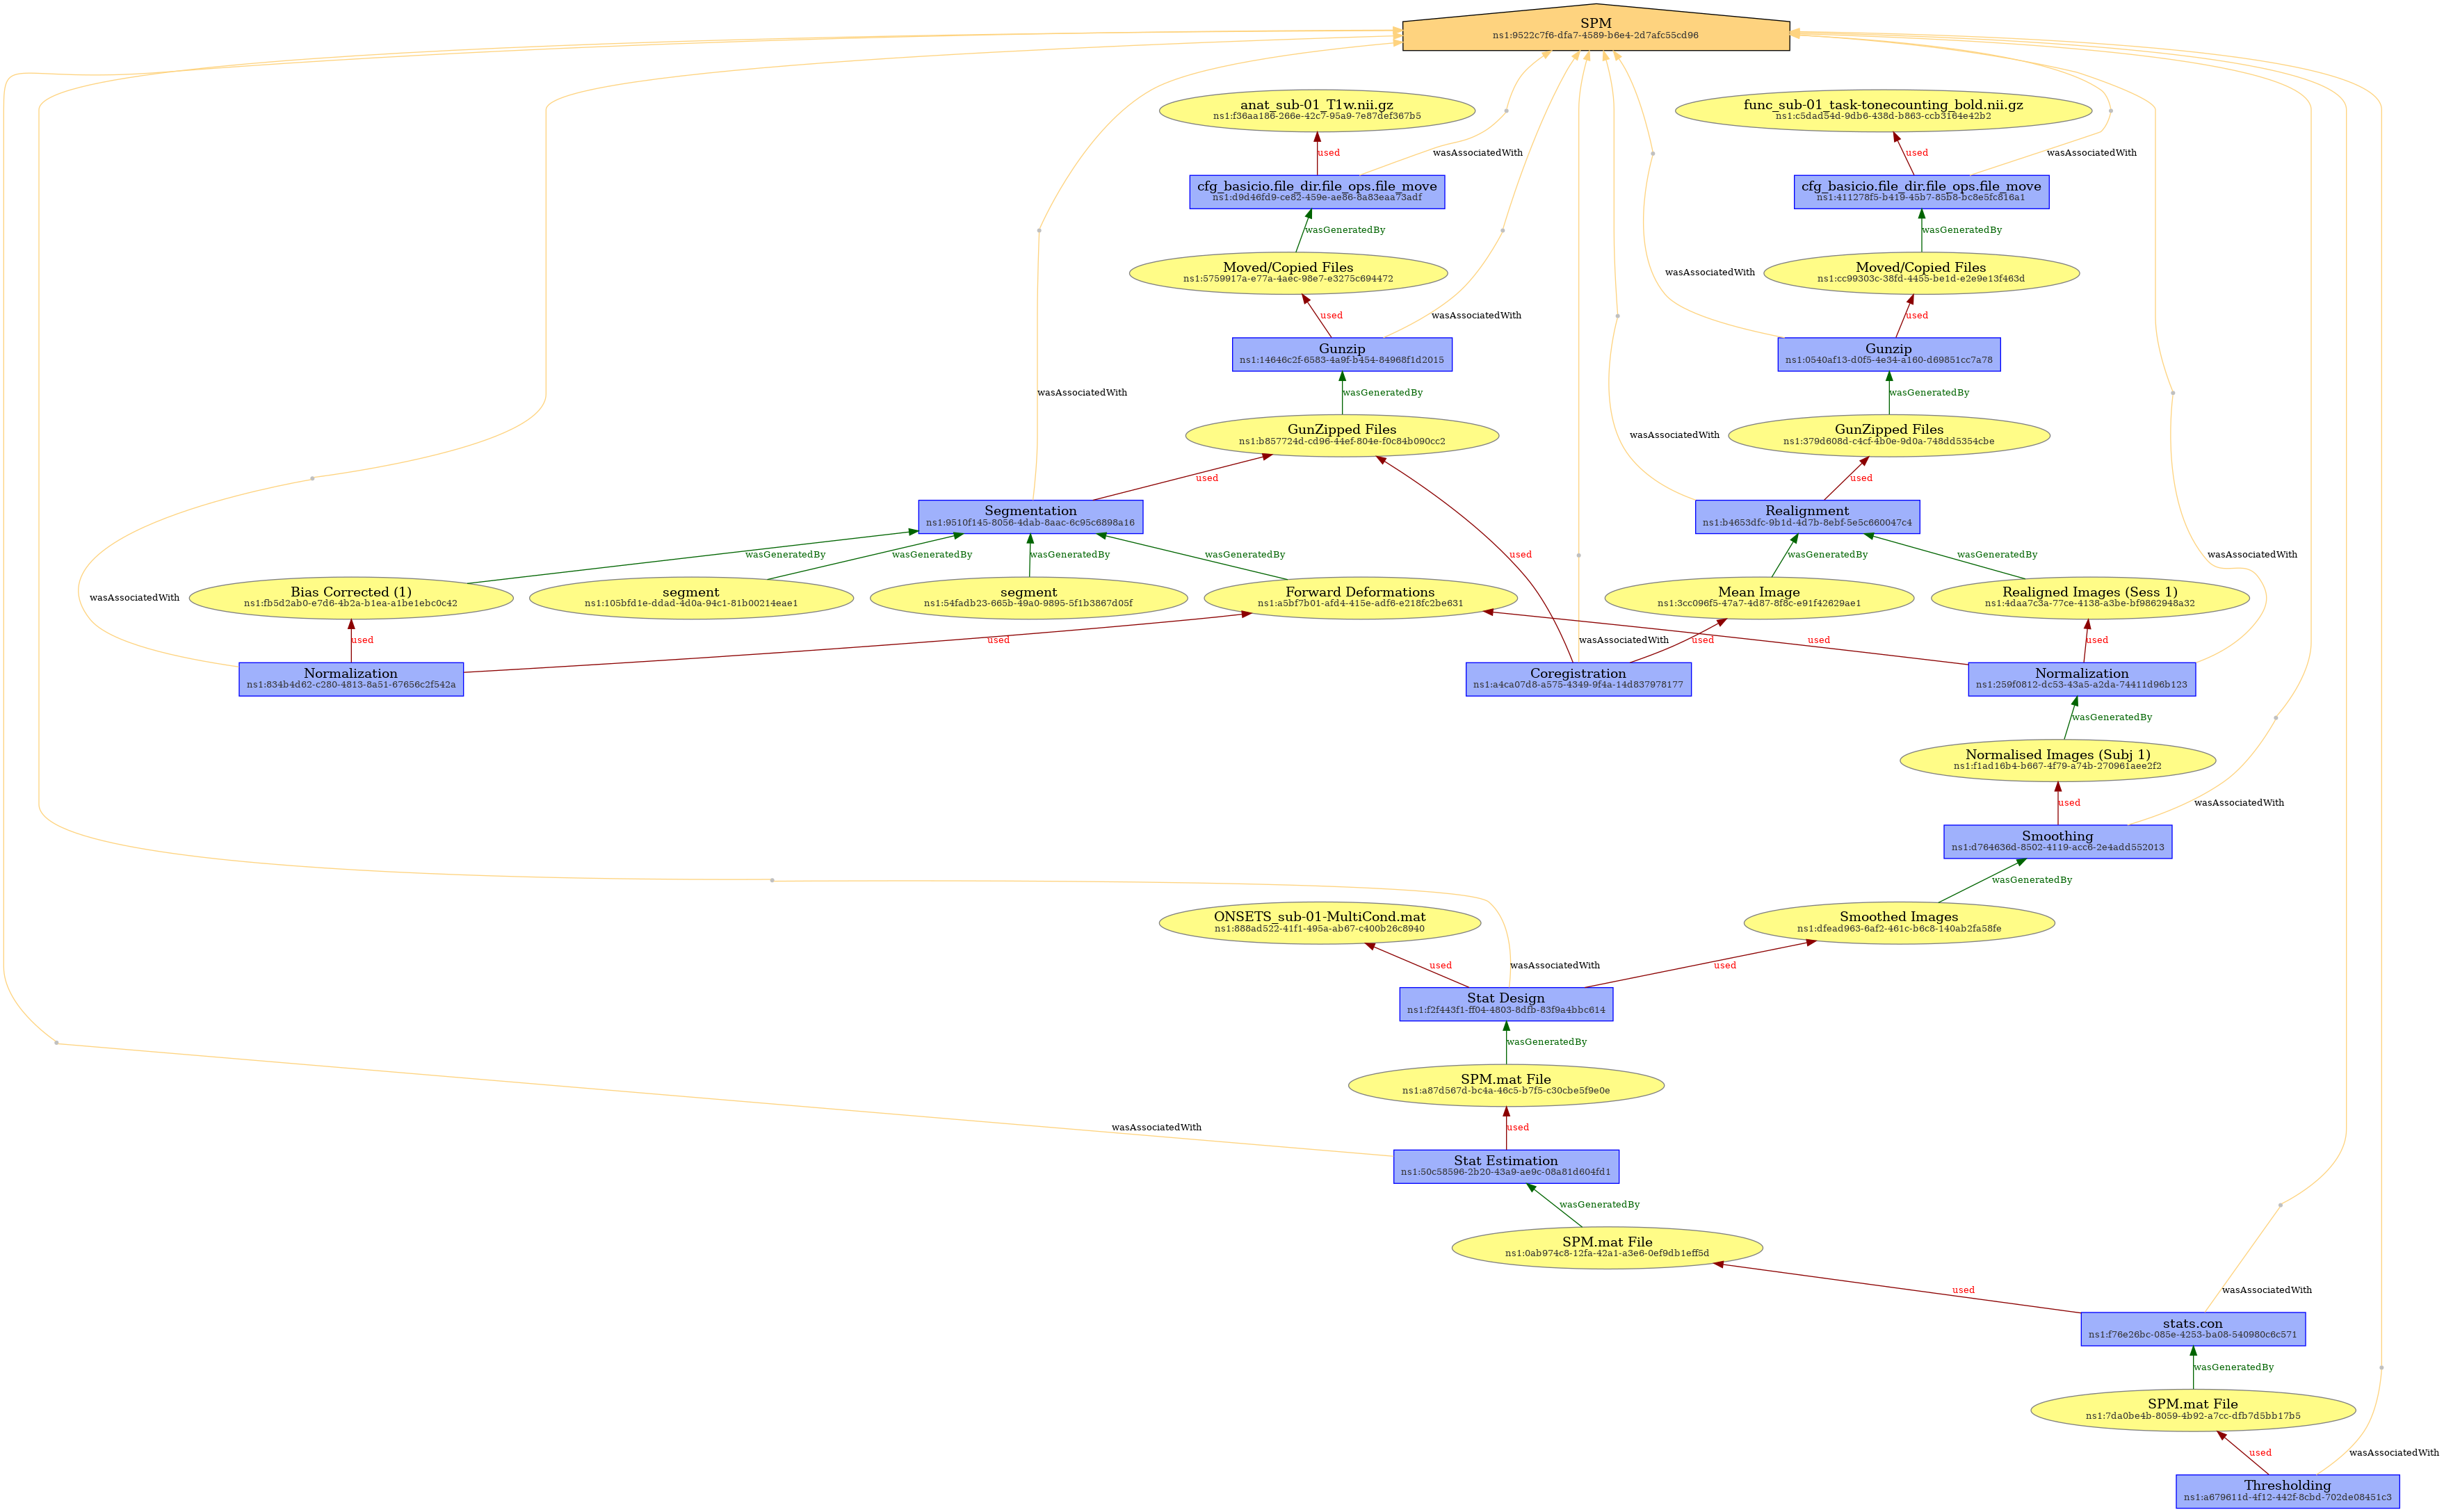 SPM
ns1:9522c7f6-dfa7-4589-b6e4-2d7afc55cd96
anat_sub-01_T1w.nii.gz
ns1:f36aa186-266e-42c7-95a9-7e87def367b5
func_sub-01_task-tonecounting_bold.nii.gz
ns1:c5dad54d-9db6-438d-b863-ccb3164e42b2
used
wasAssociatedWith
used
wasAssociatedWith
cfg_basicio.file_dir.file_ops.file_move
ns1:d9d46fd9-ce82-459e-ae86-8a83eaa73adf
cfg_basicio.file_dir.file_ops.file_move
ns1:411278f5-b419-45b7-85b8-bc8e5fc816a1
wasGeneratedBy
wasGeneratedBy
Moved/Copied Files
ns1:5759917a-e77a-4aec-98e7-e3275c694472
wasAssociatedWith
Moved/Copied Files
ns1:cc99303c-38fd-4455-be1d-e2e9e13f463d
used
wasAssociatedWith
used
Gunzip
ns1:14646c2f-6583-4a9f-b454-84968f1d2015
Gunzip
ns1:0540af13-d0f5-4e34-a160-d69851cc7a78
wasAssociatedWith
wasGeneratedBy
wasGeneratedBy
GunZipped Files
ns1:b857724d-cd96-44ef-804e-f0c84b090cc2
wasAssociatedWith
GunZipped Files
ns1:379d608d-c4cf-4b0e-9d0a-748dd5354cbe
used
used
Segmentation
ns1:9510f145-8056-4dab-8aac-6c95c6898a16
Realignment
ns1:b4653dfc-9b1d-4d7b-8ebf-5e5c660047c4
wasGeneratedBy
wasGeneratedBy
wasGeneratedBy
wasGeneratedBy
used
wasGeneratedBy
wasGeneratedBy
wasAssociatedWith
wasAssociatedWith
Bias Corrected (1)
ns1:fb5d2ab0-e7d6-4b2a-b1ea-a1be1ebc0c42
segment
ns1:105bfd1e-ddad-4d0a-94c1-81b00214eae1
segment
ns1:54fadb23-665b-49a0-9895-5f1b3867d05f
Forward Deformations
ns1:a5bf7b01-afd4-415e-adf6-e218fc2be631
Mean Image
ns1:3cc096f5-47a7-4d87-8f8c-e91f42629ae1
Realigned Images (Sess 1)
ns1:4daa7c3a-77ce-4138-a3be-bf9862948a32
used
used
wasAssociatedWith
used
used
used
Normalization
ns1:834b4d62-c280-4813-8a51-67656c2f542a
Coregistration
ns1:a4ca07d8-a575-4349-9f4a-14d837978177
Normalization
ns1:259f0812-dc53-43a5-a2da-74411d96b123
wasGeneratedBy
Normalised Images (Subj 1)
ns1:f1ad16b4-b667-4f79-a74b-270961aee2f2
used
wasAssociatedWith
Smoothing
ns1:d764636d-8502-4119-acc6-2e4add552013
wasGeneratedBy
ONSETS_sub-01-MultiCond.mat
ns1:888ad522-41f1-495a-ab67-c400b26c8940
Smoothed Images
ns1:dfead963-6af2-461c-b6c8-140ab2fa58fe
used
wasAssociatedWith
used
Stat Design
ns1:f2f443f1-ff04-4803-8dfb-83f9a4bbc614
wasGeneratedBy
SPM.mat File
ns1:a87d567d-bc4a-46c5-b7f5-c30cbe5f9e0e
wasAssociatedWith
used
Stat Estimation
ns1:50c58596-2b20-43a9-ae9c-08a81d604fd1
wasGeneratedBy
SPM.mat File
ns1:0ab974c8-12fa-42a1-a3e6-0ef9db1eff5d
used
wasAssociatedWith
stats.con
ns1:f76e26bc-085e-4253-ba08-540980c6c571
wasGeneratedBy
SPM.mat File
ns1:7da0be4b-8059-4b92-a7cc-dfb7d5bb17b5
used
wasAssociatedWith
Thresholding
ns1:a679611d-4f12-442f-8cbd-702de08451c3